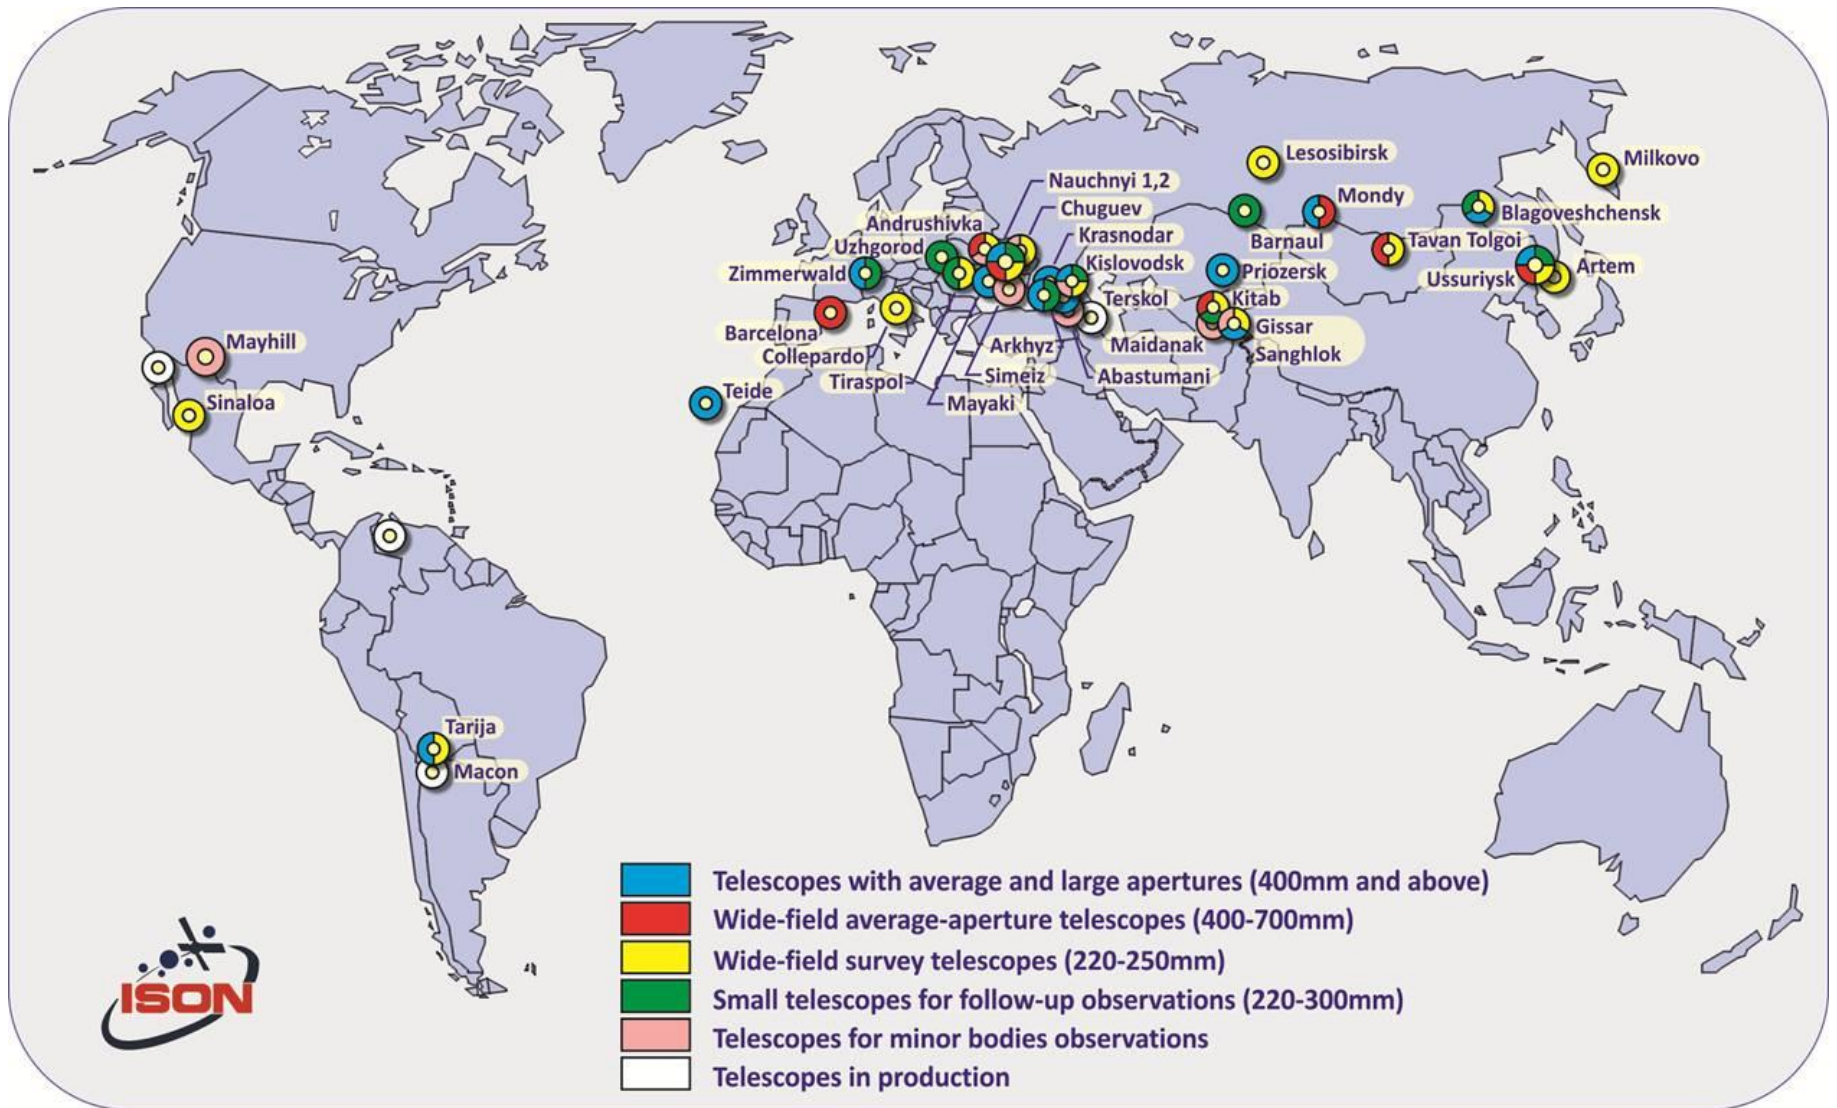 Lesosibirsk
Milkovo
Nauchnyi 1,2
Mondy
Chuguev
Blagoveshchensk
Andrushivka
Krasnodar
Barnaul
Tavan Tolgoi
Uzhgorod
Kislovodsk
Zimmerwald
Priozersk
Ussuriysk
Artem
Terskol
Kitab
Barcelona
Gissar
Mayhill
Collepardo
Arkhyz
Maidanak
Sanghlok
Tiraspol
Simeiz
Abastumani
Teide
Mayaki
Sinaloa
Tarija
Macon
Telescopes with average and large apertures (400mm and above)
Wide-field average-aperture telescopes (400-700mm)
Wide-field survey telescopes (220-250mm)
Small telescopes for follow-up observations (220-300mm)
Telescopes for minor bodies observations
Telescopes in production
ISON